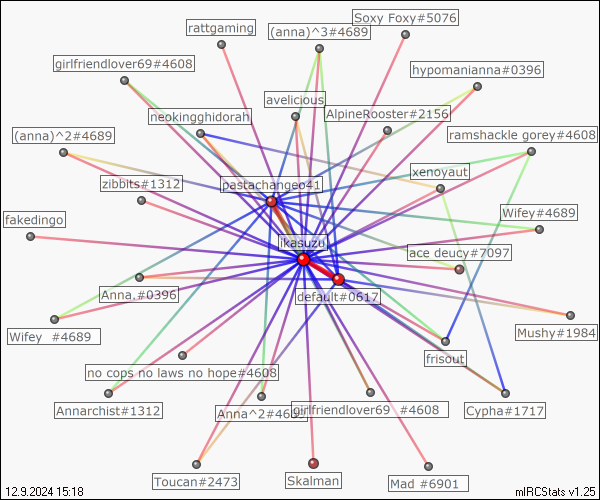 Soxy Foxy#5076
rattgaming
(anna)^3#4689
girlfriendlover69#4608
hypomanianna#0396
avelicious
neokingghidorah
AlpineRooster#2156
(anna)^2#4689
ramshackle gorey#4608
xenoyaut
zibbits#1312
pastachangeo41
fakedingo
Wifey#4689
ikasuzu
ace deucy#7097
Anna.#0396
default#0617
Wifey #4689
Mushy#1984
frisout
no cops no laws no hope#4608
Annarchist#1312
Anna^2#4689
girlfriendlover69 #4608
Cypha#1717
Toucan#2473
Skalman
Mad #6901
12.9.2024 15:18
mIRCStats v1.25